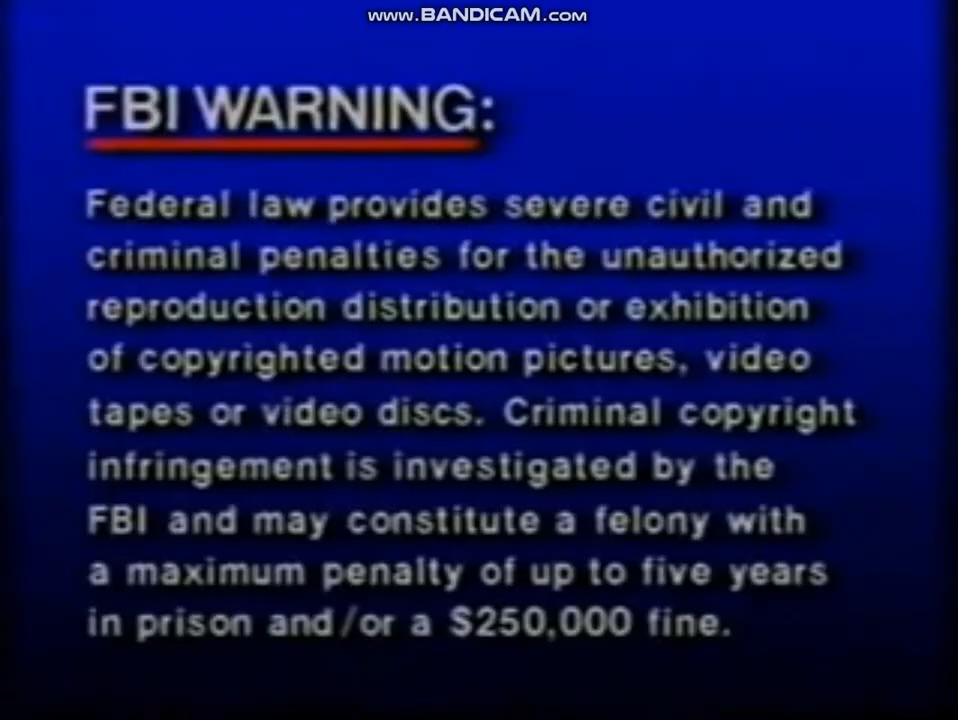 www.BANDICAM.com
FBI WARNING:
Federal law provides severe civil and
criminal penalties for the unauthorized
reproduction distribution or exhibition
of copyrighted motion pictures, video
tapes or video discs. Criminal copyright
infringement is investigated by the
FBI and may constitute a felony with
a maximum penalty of up to five years
in prison and/or a $250,000 fine.